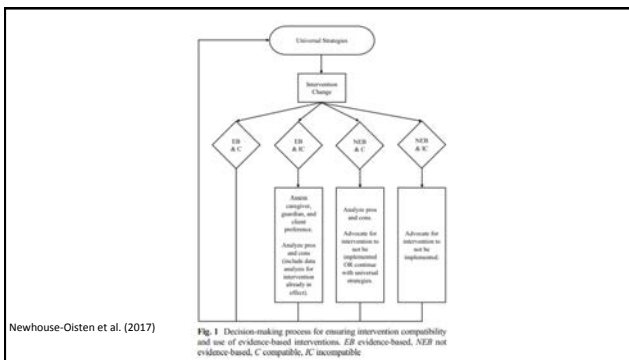 Universal Strategies
Intervention
Change
EB
& C
EB
& IC
NEB
& C
NEB
& IC
Assess
caregiver,
guardian, and
client
preference.
Analyze pros
and cons
(include data
analysis for
intervention
already in
effect).
Analyze pros
and cons.
Advocate for
intervention to
not be
implemented
OR continue
with universal
strategies.
Advocate for
intervention to
not be
implemented.
Newhouse-Oisten et al. (2017)
Fig. 1 Decision-making process for ensuring intervention compatibility
and use of evidence-based interventions. EB evidence-based, NEB not
evidence-based, C compatible, IC incompatible